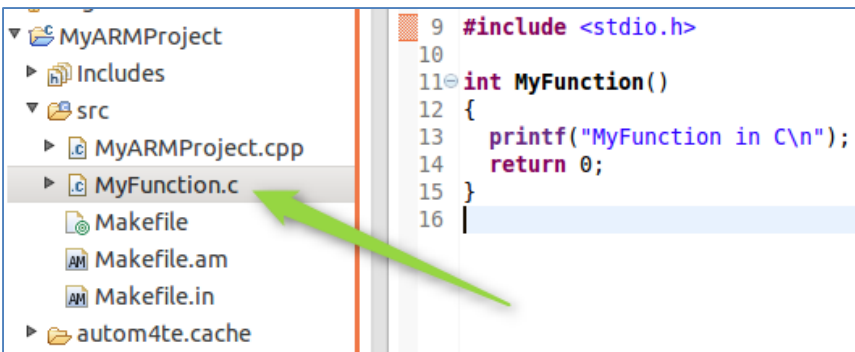 MyARMProject
Includes
src
MyARMProject.cpp
MyFunction.c
Makefile
Makefile.am
Makefile.in
autom4te.cache
9 #include <stdio.h>
10
11 int MyFunction()
12 {
13   printf("MyFunction in C\n");
14   return 0;
15 }
16